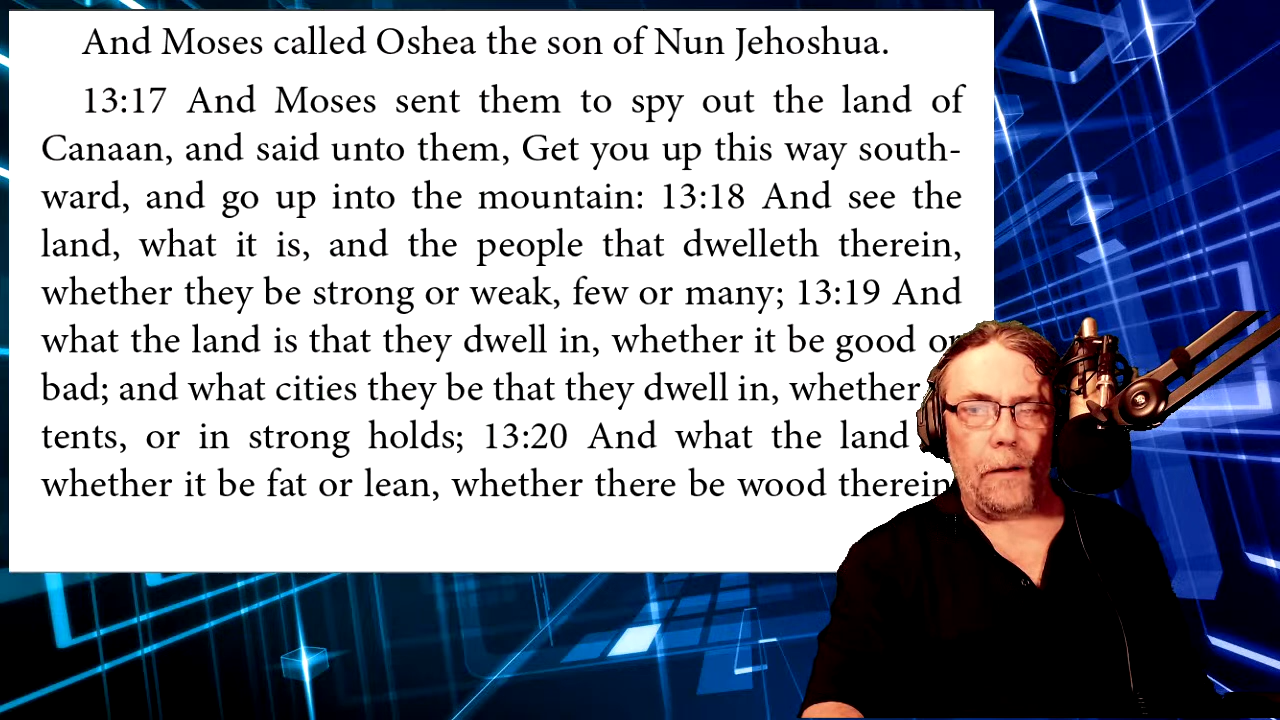 And Moses called Oshea the son of Nun Jehoshua.
13:17 And Moses sent them to spy out the land of
Canaan, and said unto them, Get you up this way south-
ward, and go up into the mountain: 13:18 And see the
land, what it is, and the people that dwelleth therein,
whether they be strong or weak, few or many; 13:19 And
what the land is that they dwell in, whether it be good or
bad; and what cities they be that they dwell in, whether
tents, or in strong holds; 13:20 And what the land
whether it be fat or lean, whether there be wood therein